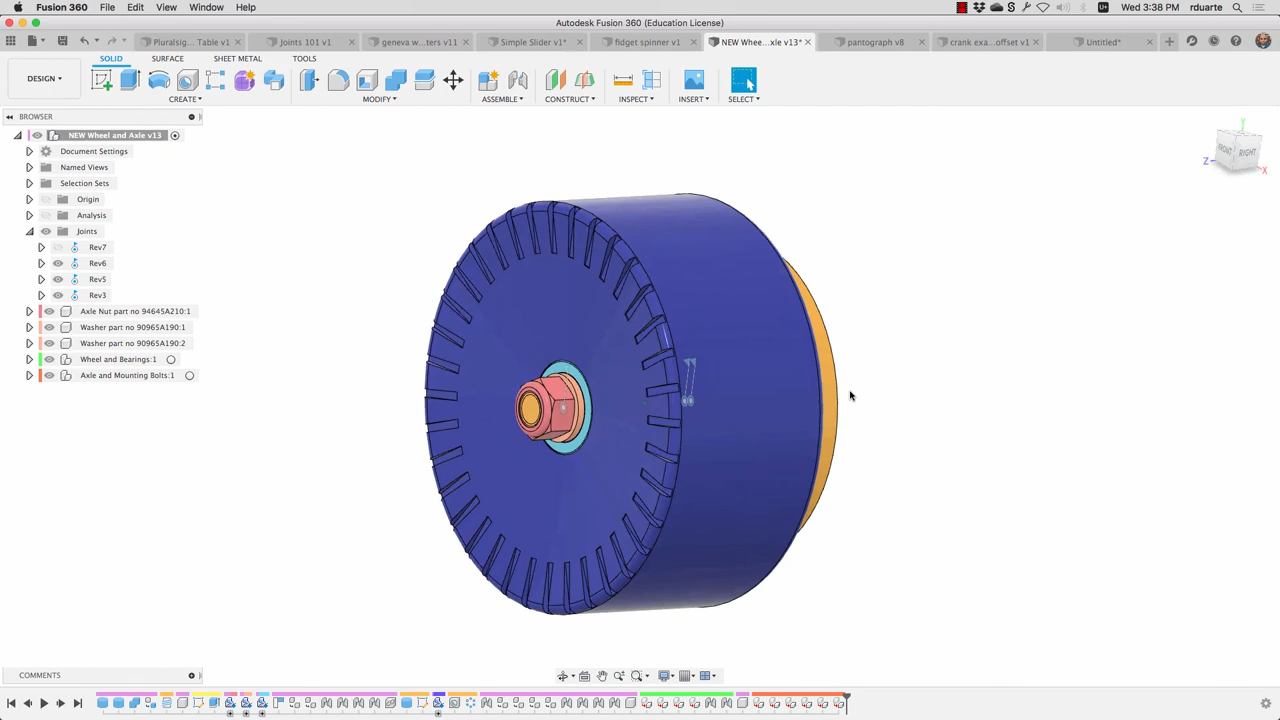 Fusion 360 File Edit View Window Help Wed 3:38 PM rduarte
Autodesk Fusion 360 (Education License)
Pluralsig... Table v1 Joints 101 v1 geneva w...ters v11 Simple Slider v1* fidget spinner v1 NEW Whee...xle v13* pantograph v8 crank exa...offset v1 Untitled*
SOLID SURFACE SHEET METAL TOOLS
DESIGN
CREATE MODIFY ASSEMBLE CONSTRUCT INSPECT INSERT SELECT
BROWSER
NEW Wheel and Axle v13
Document Settings
Named Views
Selection Sets
Origin
Analysis
Joints
Rev7
Rev6
Rev5
Rev3
Axle Nut part no 94645A210:1
Washer part no 90965A190:1
Washer part no 90965A190:2
Wheel and Bearings:1
Axle and Mounting Bolts:1
Y
FRONT RIGHT
Z
X
COMMENTS